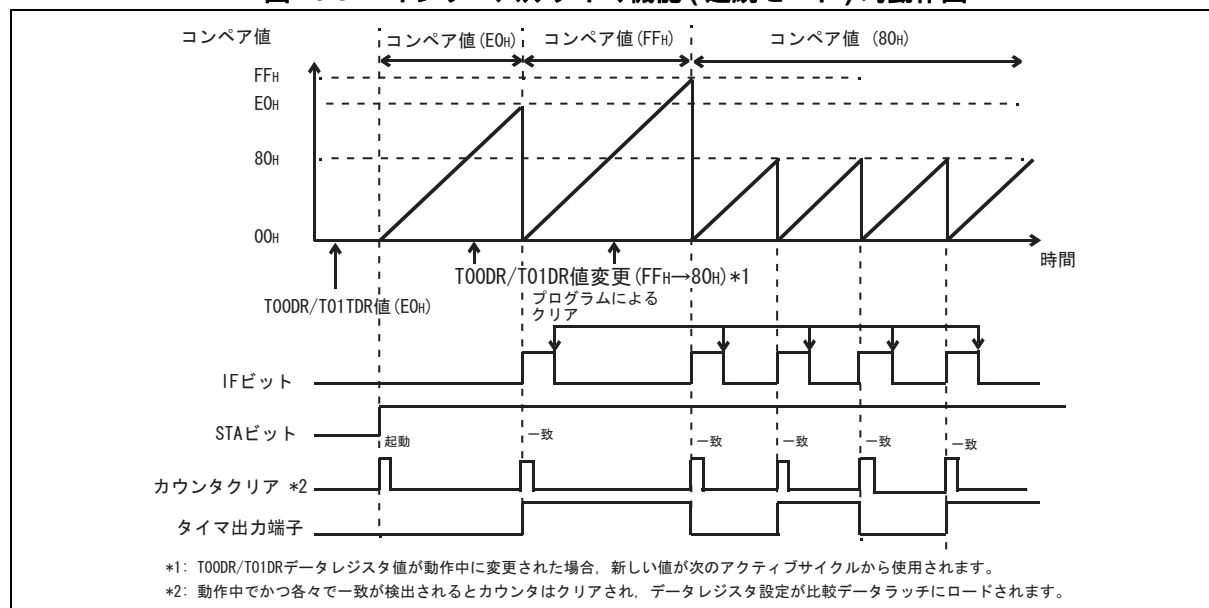 コンペア値
コンペア値(E0H)
コンペア値(FFH)
コンペア値 (80H)
FFH
E0H
80H
00H
時間
T00DR/T01DR値変更(FFH→80H)*1
T00DR/T01TDR値(E0H)
プログラムによる
クリア
IFビット
STAビット
起動
一致
一致
一致
一致
一致
カウンタクリア *2
タイマ出力端子
*1: T00DR/T01DRデータレジスタ値が動作中に変更された場合, 新しい値が次のアクティブサイクルから使用されます。
*2: 動作中でかつ各々で一致が検出されるとカウンタはクリアされ, データレジスタ設定が比較データラッチにロードされます。